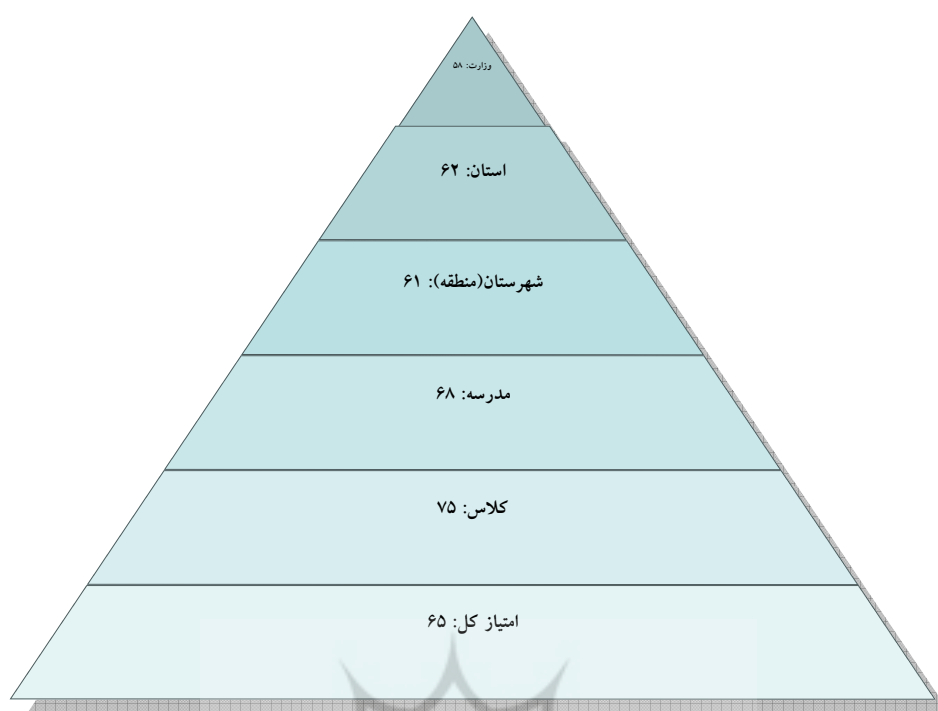 وزارت: ۵۸
استان: ۶۲
شهرستان(منطقه): ۶۱
مدرسه: ۶۸
کلاس: ۷۵
امتیاز کل: ۶۵